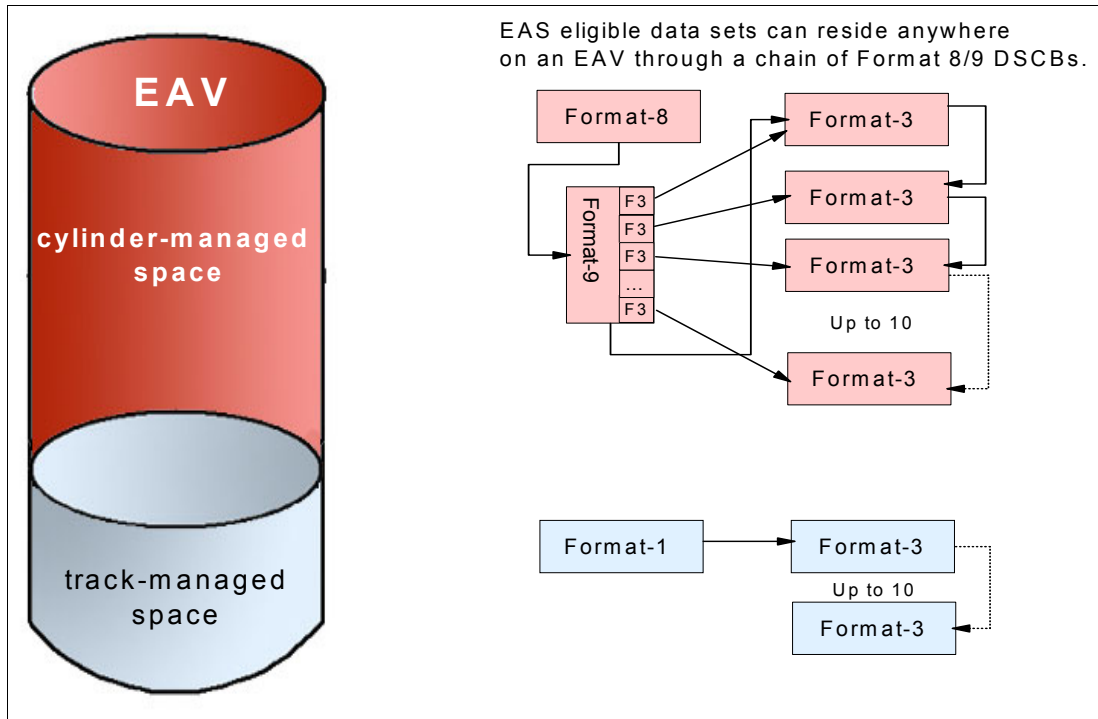 EAS eligible data sets can reside anywhere
on an EAV through a chain of Format 8/9 DSCBs.
EAV
cylinder-managed
space
track-managed
space
Format-8
Format-9
F3
F3
F3
...
F3
Format-3
Format-3
Format-3
Up to 10
Format-3
Format-1
Format-3
Up to 10
Format-3